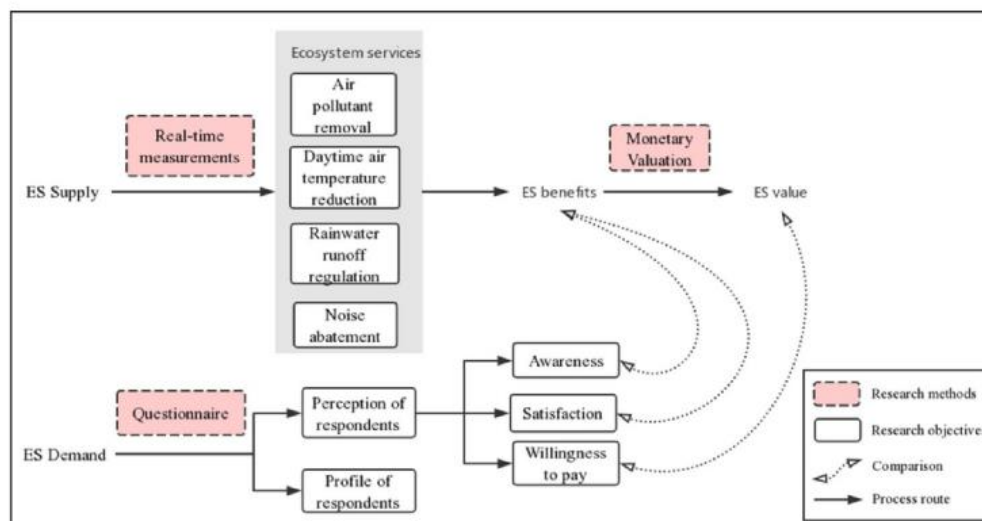 Ecosystem services
Air
pollutant
removal
Real-time
measurements
Monetary
Valuation
Daytime air
temperature
reduction
ES Supply
ES benefits
ES value
Rainwater
runoff
regulation
Noise
abatement
Awareness
Questionnaire
Perception of
respondents
Satisfaction
ES Demand
Willingness
to pay
Profile of
respondents
Research methods
Research objective
Comparison
Process route